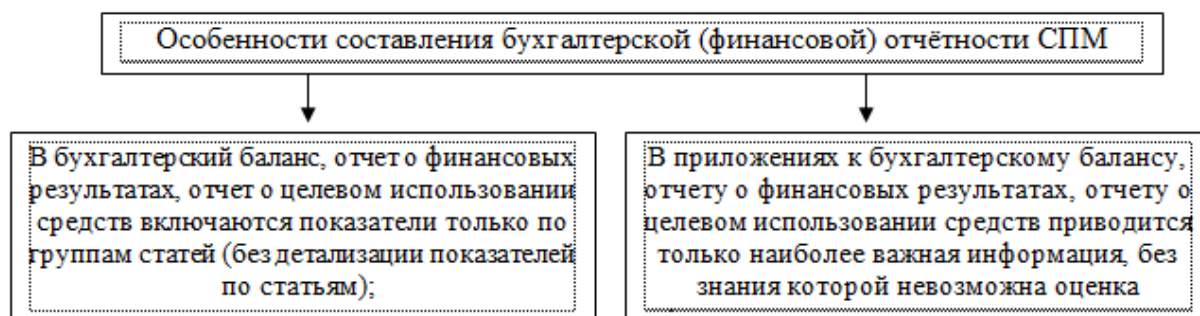 Особенности составления бухгалтерской (финансовой) отчётности СПМ
В бухгалтерский баланс, отчет о финансовых
результатах, отчет о целевом использовании
средств включаются показатели только по
группам статей (без детализации показателей
по статьям);
В приложениях к бухгалтерскому балансу,
отчету о финансовых результатах, отчету о
целевом использовании средств приводится
только наиболее важная информация, без
знания которой невозможна оценка